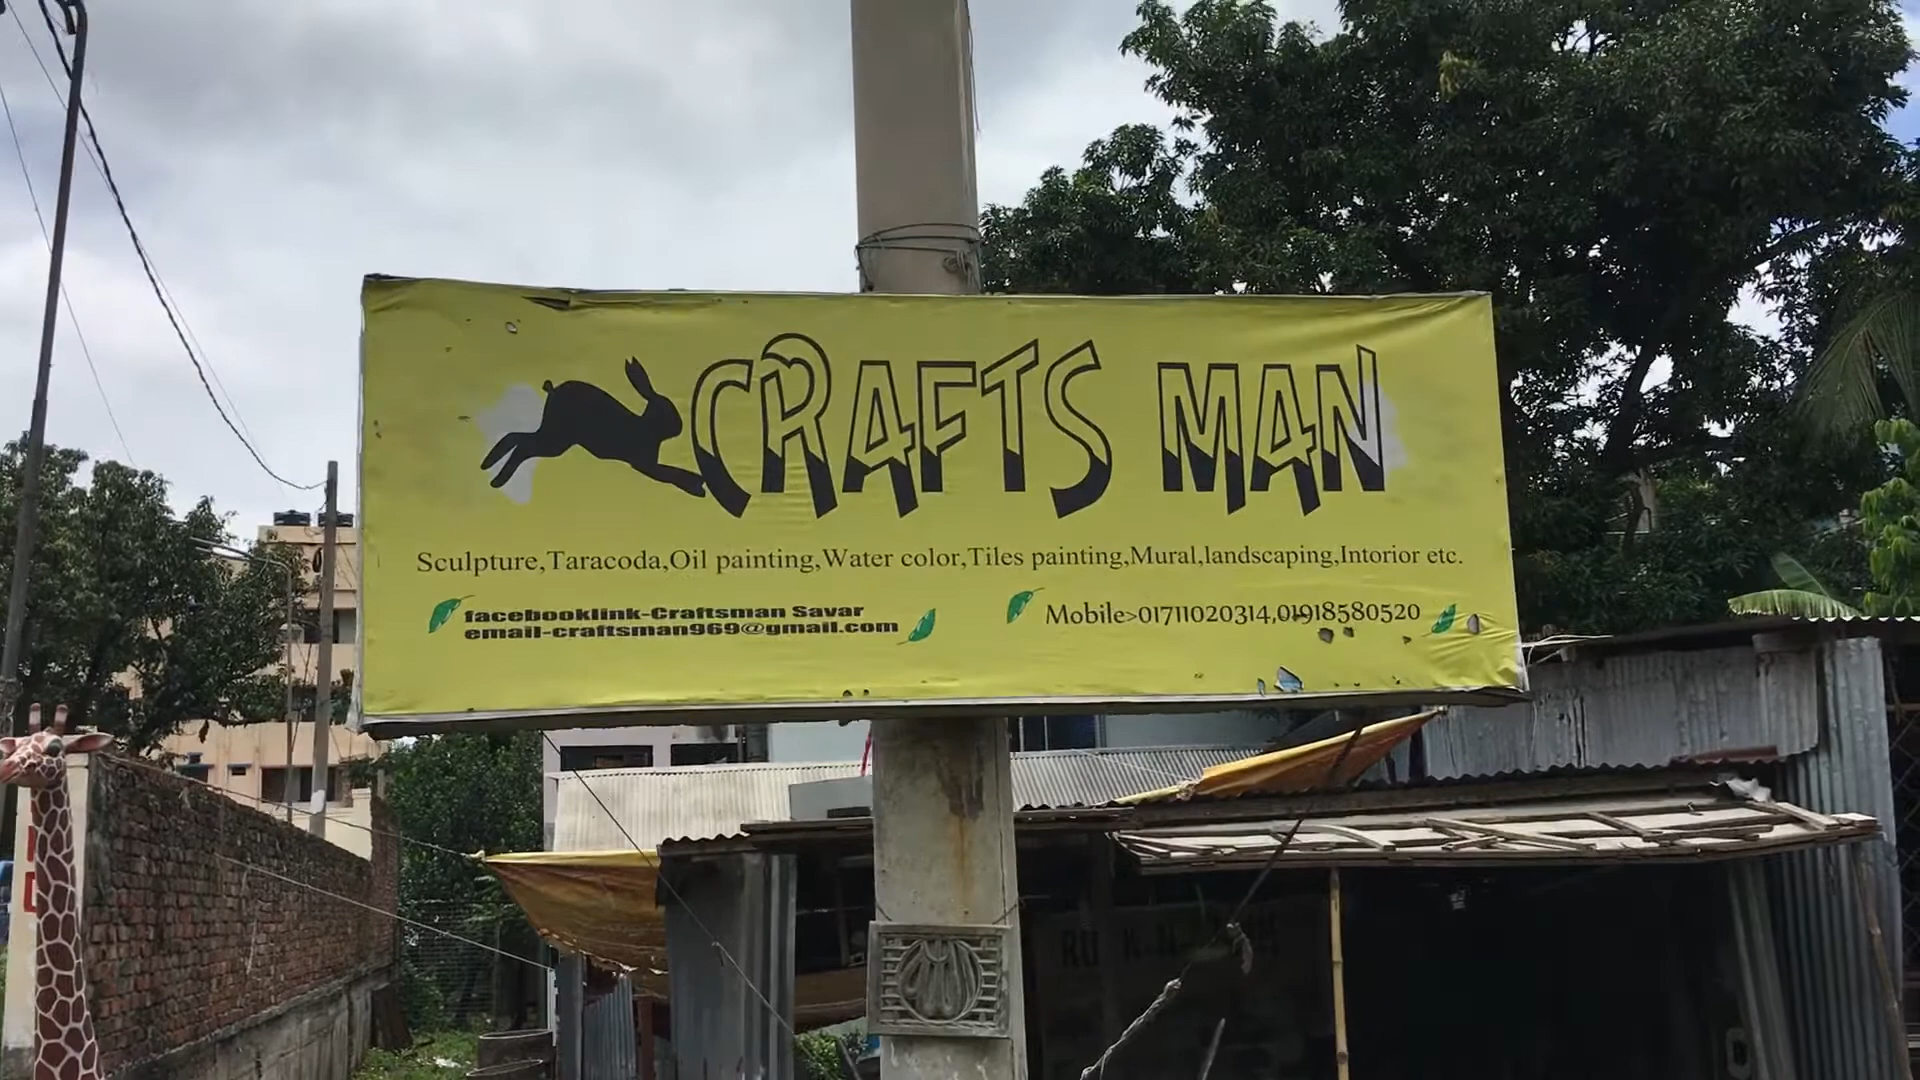 CRAFTS MAN
Sculpture,Taracoda,Oil painting,Water color,Tiles painting,Mural,landscaping,Intorior etc.
facebooklink-Craftsman Savar
email-craftsman969@gmail.com
Mobile>01711020314,01918580520